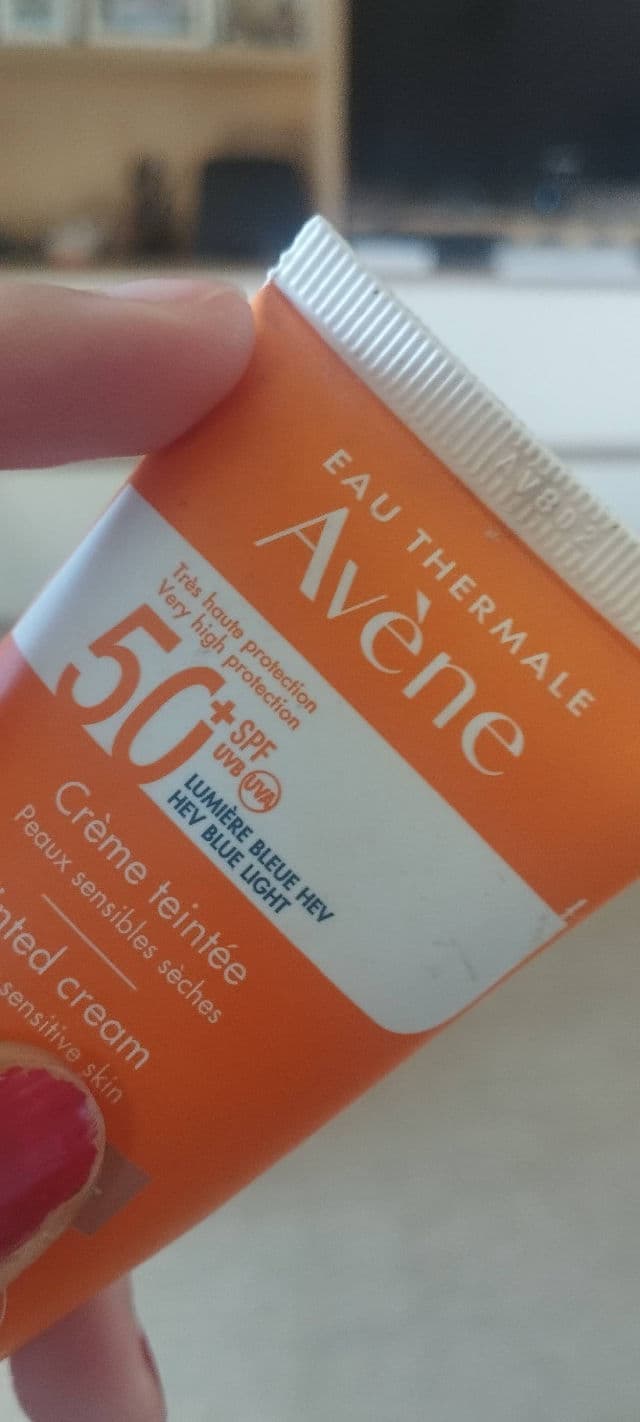 EAU THERMALE
Avène
Très haute protection
Very high protection
50+
SPF
UVB UVA
LUMIÈRE BLEUE HEV
HEV BLUE LIGHT
Crème teintée
Peaux sensibles sèches
nted cream
sensitive skin